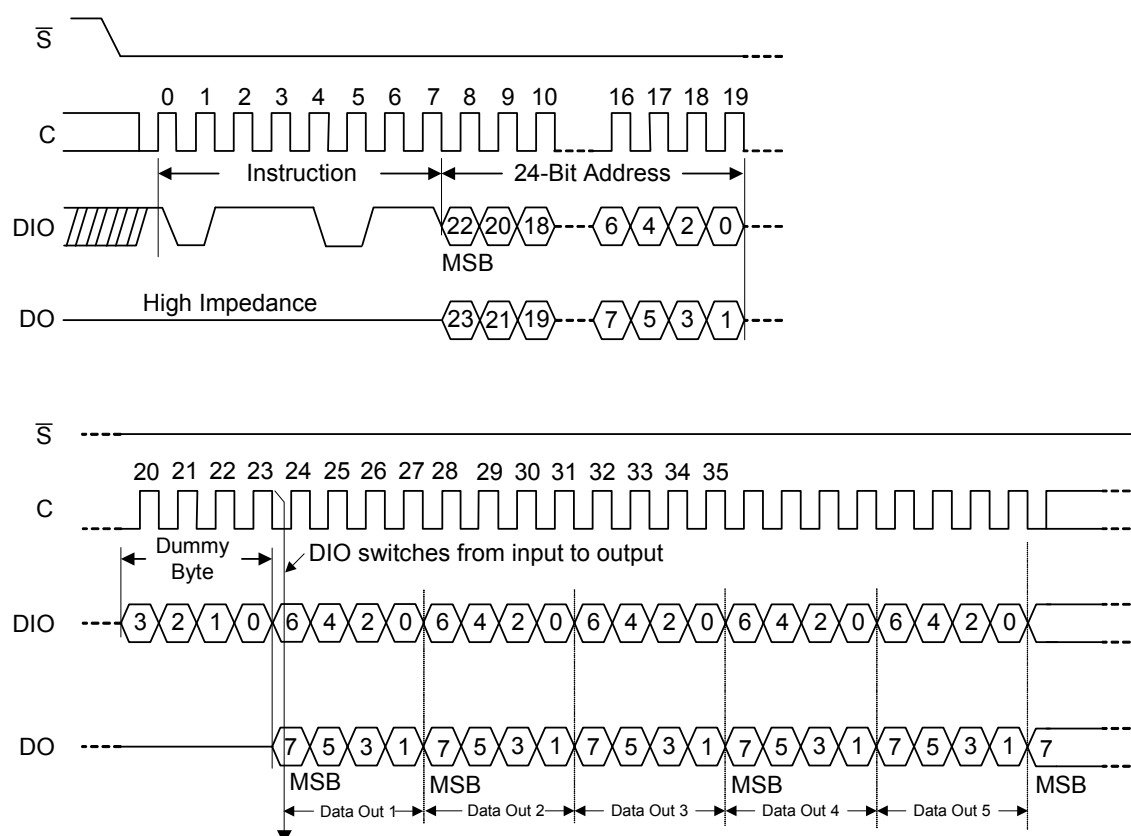 S
0 1 2 3 4 5 6 7 8 9 10 16 17 18 19
C
Instruction 24-Bit Address
DIO 22 20 18 6 4 2 0
MSB
High Impedance
DO 23 21 19 7 5 3 1
S
20 21 22 23 24 25 26 27 28 29 30 31 32 33 34 35
C
Dummy
Byte
DIO switches from input to output
DIO 3 2 1 0 6 4 2 0 6 4 2 0 6 4 2 0 6 4 2 0 6 4 2 0
DO 7 5 3 1 7 5 3 1 7 5 3 1 7 5 3 1 7 5 3 1 7
MSB MSB MSB MSB
Data Out 1 Data Out 2 Data Out 3 Data Out 4 Data Out 5